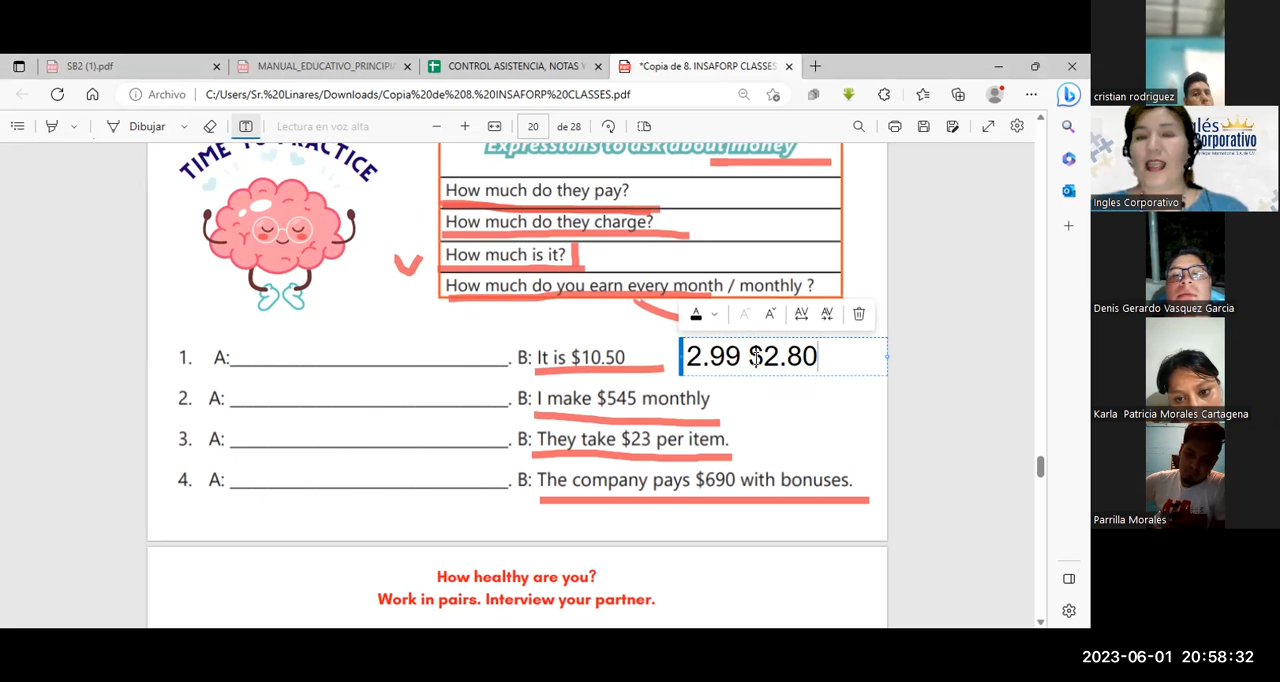 SB2 (1).pdf
MANUAL_EDUCATIVO_PRINCIPI
CONTROL ASISTENCIA, NOTAS Y
*Copia de 8. INSAFORP CLASSES.
Archivo
C:/Users/Sr.%20Linares/Downloads/Copia%20de%208.%20INSAFORP%20CLASSES.pdf
Dibujar
Lectura en voz alta
20
de 28
TIME TO PRACTICE
Expressions to ask about money
How much do they pay?
How much do they charge?
How much is it?
How much do you earn every month / monthly ?
1. A:____________________. B: It is $10.50
2.99 $2.80
2. A: ____________________. B: I make $545 monthly
3. A: ____________________. B: They take $23 per item.
4. A: ____________________. B: The company pays $690 with bonuses.
How healthy are you?
Work in pairs. Interview your partner.
cristian rodriguez
Inglés
Corporativo
ingles Corporativo
Denis Gerardo Vasquez Garcia
Karla Patricia Morales Cartagena
Parrilla Morales
2023-06-01 20:58:32